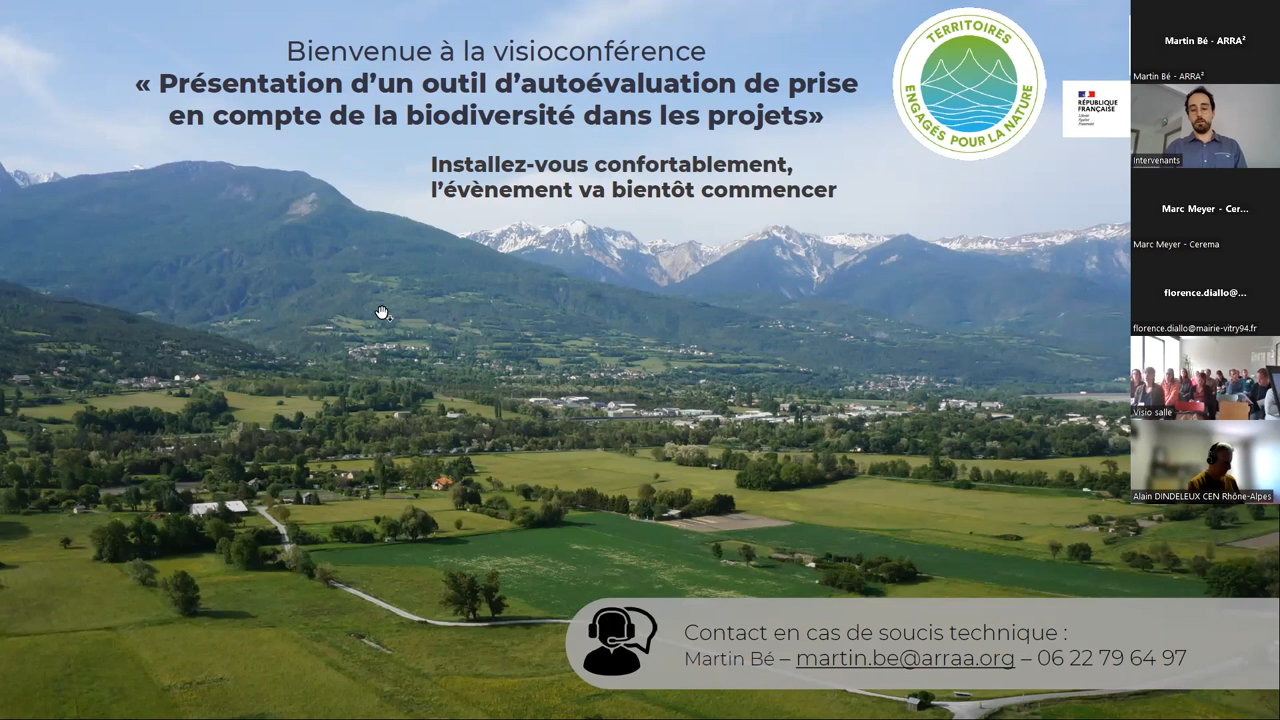 Bienvenue à la visioconférence
« Présentation d’un outil d’autoévaluation de prise
en compte de la biodiversité dans les projets»
Installez-vous confortablement,
l’évènement va bientôt commencer
TERRITOIRES
ENGAGÉS POUR LA NATURE
RÉPUBLIQUE
FRANÇAISE
Liberté
Égalité
Fraternité
Martin Bé - ARRA²
Martin Bé - ARRA²
Intervenants
Marc Meyer - Cer...
Marc Meyer - Cerema
florence.diallo@...
florence.diallo@mairie-vitry94.fr
Visio salle
Alain DINDELEUX CEN Rhône-Alpes
Contact en cas de soucis technique :
Martin Bé – martin.be@arraa.org – 06 22 79 64 97